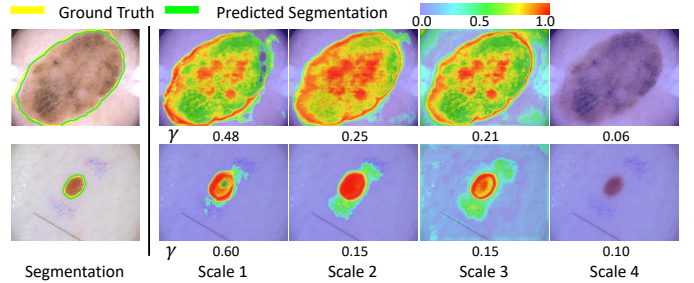 Ground Truth Predicted Segmentation 0.0 0.5 1.0
γ 0.48 0.25 0.21 0.06
γ 0.60 0.15 0.15 0.10
Segmentation Scale 1 Scale 2 Scale 3 Scale 4